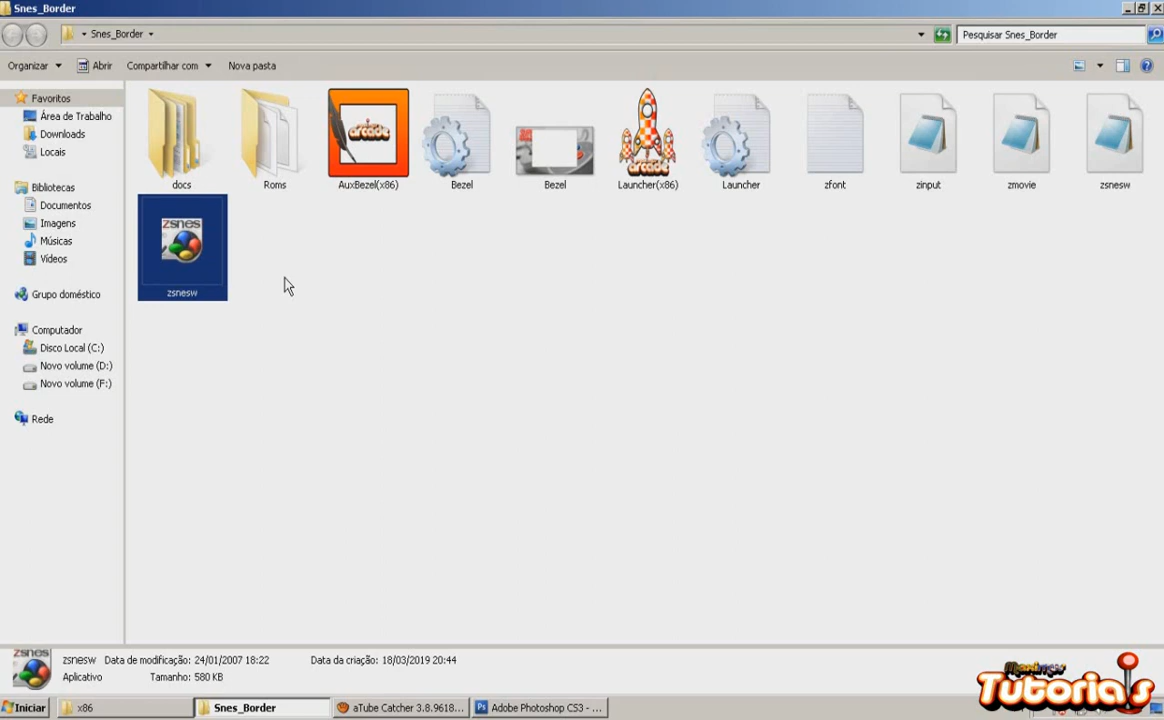 Snes_Border
Snes_Border
Pesquisar Snes_Border
Organizar
Abrir
Compartilhar com
Nova pasta
Favoritos
Área de Trabalho
Downloads
Locais
Bibliotecas
Documentos
Imagens
Músicas
Vídeos
Grupo doméstico
Computador
Disco Local (C:)
Novo volume (D:)
Novo volume (F:)
Rede
arcade
arcade
docs
Roms
AuxBezel(x86)
Bezel
Bezel
Launcher(x86)
Launcher
zfont
zinput
zmovie
zsnesw
zsnes
zsnesw
zsnes
zsnesw Data de modificação: 24/01/2007 18:22 Data da criação: 18/03/2019 20:44
Aplicativo Tamanho: 580 KB
Tutoria's
Iniciar
x86
Snes_Border
aTube Catcher 3.8.9618...
Adobe Photoshop CS3 - ...